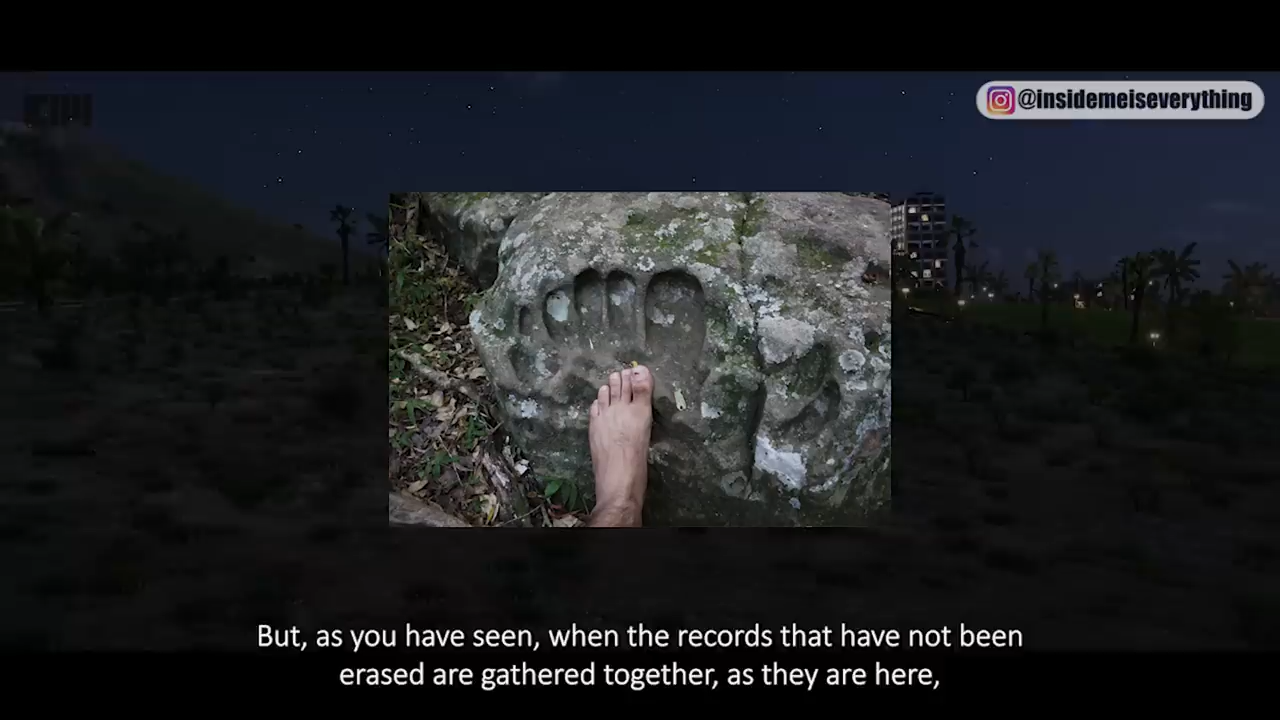 @insidemeiseverything
But, as you have seen, when the records that have not been
erased are gathered together, as they are here,